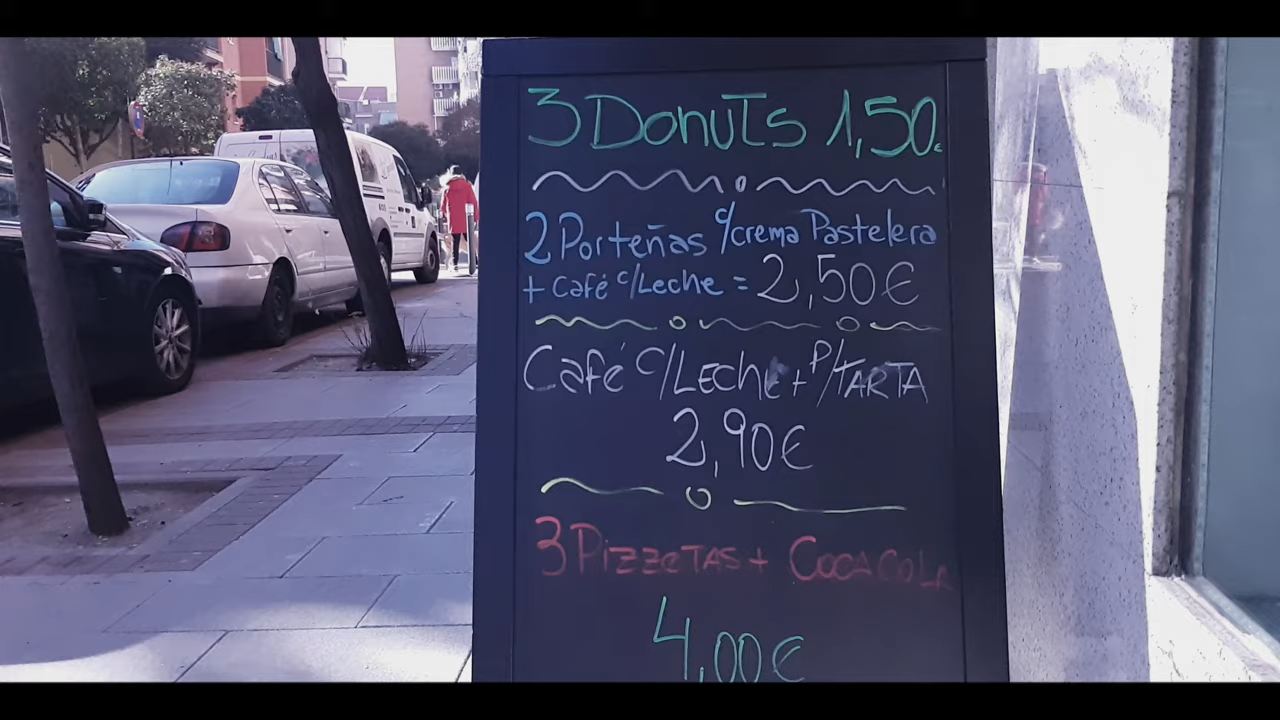 3 Donuts 1,50€
2 Porteñas c/crema Pastelera
+ café c/Leche = 2,50€
Café c/Leche + P/TARTA
2,90€
3 PizzeTAS + COCACOLA
4,00€